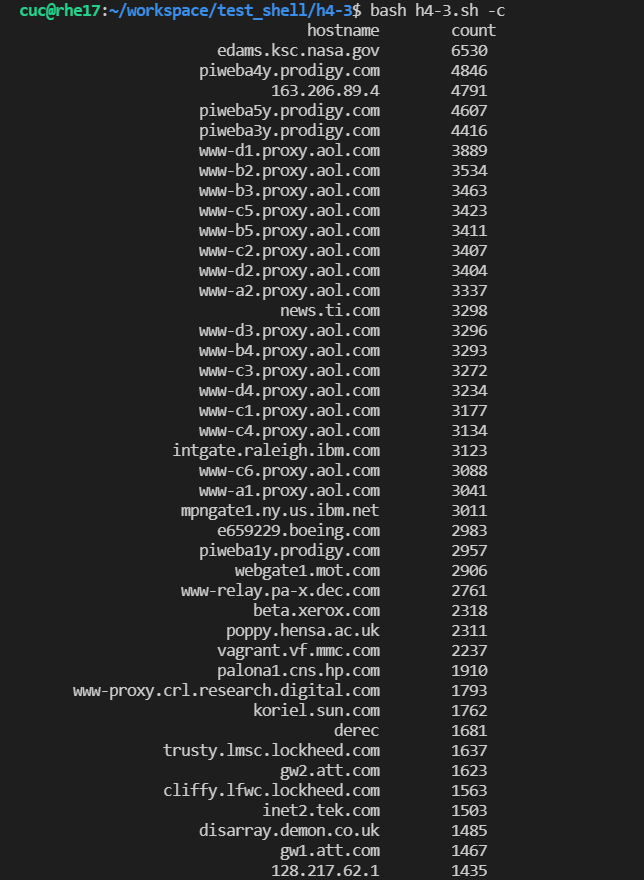 cuc@rhel7:~/workspace/test_shell/h4-3$ bash h4-3.sh -c
hostname count
edams.ksc.nasa.gov 6530
piweba4y.prodigy.com 4846
163.206.89.4 4791
piweba5y.prodigy.com 4607
piweba3y.prodigy.com 4416
www-d1.proxy.aol.com 3889
www-b2.proxy.aol.com 3534
www-b3.proxy.aol.com 3463
www-c5.proxy.aol.com 3423
www-b5.proxy.aol.com 3411
www-c2.proxy.aol.com 3407
www-d2.proxy.aol.com 3404
www-a2.proxy.aol.com 3337
news.ti.com 3298
www-d3.proxy.aol.com 3296
www-b4.proxy.aol.com 3293
www-c3.proxy.aol.com 3272
www-d4.proxy.aol.com 3234
www-c1.proxy.aol.com 3177
www-c4.proxy.aol.com 3134
intgate.raleigh.ibm.com 3123
www-c6.proxy.aol.com 3088
www-a1.proxy.aol.com 3041
mpngate1.ny.us.ibm.net 3011
e659229.boeing.com 2983
piweba1y.prodigy.com 2957
webgate1.mot.com 2906
www-relay.pa-x.dec.com 2761
beta.xerox.com 2318
poppy.hensa.ac.uk 2311
vagrant.vf.mmc.com 2237
palona1.cns.hp.com 1910
www-proxy.crl.research.digital.com 1793
koriel.sun.com 1762
derec 1681
trusty.lmsc.lockheed.com 1637
gw2.att.com 1623
cliffy.lfwc.lockheed.com 1563
inet2.tek.com 1503
disarray.demon.co.uk 1485
gw1.att.com 1467
128.217.62.1 1435